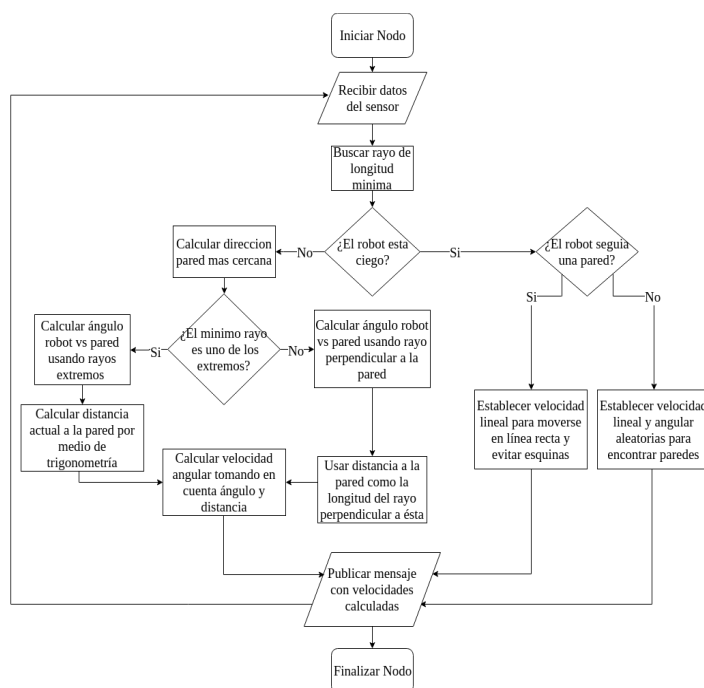 Iniciar Nodo
Recibir datos
del sensor
Buscar rayo de
longitud
minima
¿El robot esta
ciego?
No
Si
Calcular direccion
pared mas cercana
¿El robot seguia
una pared?
¿El minimo rayo
es uno de los
extremos?
Si
No
Calcular ángulo
robot vs pared
usando rayos
extremos
Calcular ángulo robot
vs pared usando rayo
perpendicular a la
pared
Si
No
Calcular distancia
actual a la pared por
medio de
trigonometría
Calcular velocidad
angular tomando en
cuenta ángulo y
distancia
Usar distancia a la
pared como la
longitud del rayo
perpendicular a ésta
Establecer velocidad
lineal para moverse
en línea recta y
evitar esquinas
Establecer velocidad
lineal y angular
aleatorias para
encontrar paredes
Publicar mensaje
con velocidades
calculadas
Finalizar Nodo